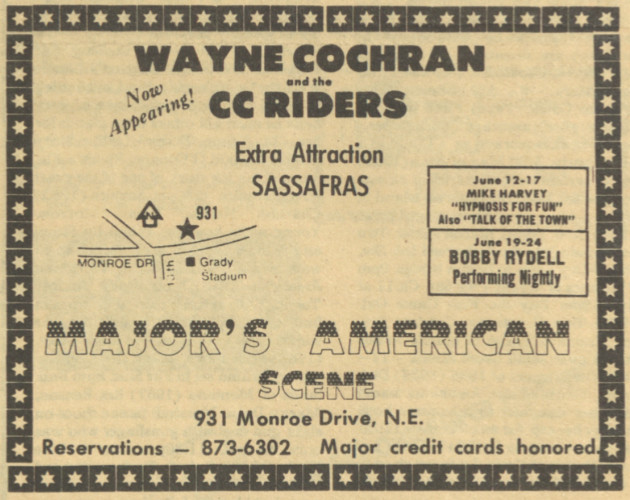 WAYNE COCHRAN
and the
CC RIDERS
Now
Appearing!
Extra Attraction
SASSAFRAS
June 12-17
MIKE HARVEY
"HYPNOSIS FOR FUN"
Also "TALK OF THE TOWN"
June 19-24
BOBBY RYDELL
Performing Nightly
N
931
MONROE DR
Grady
Stadium
MAJOR'S AMERICAN
SCENE
931 Monroe Drive, N.E.
Reservations — 873-6302 Major credit cards honored.